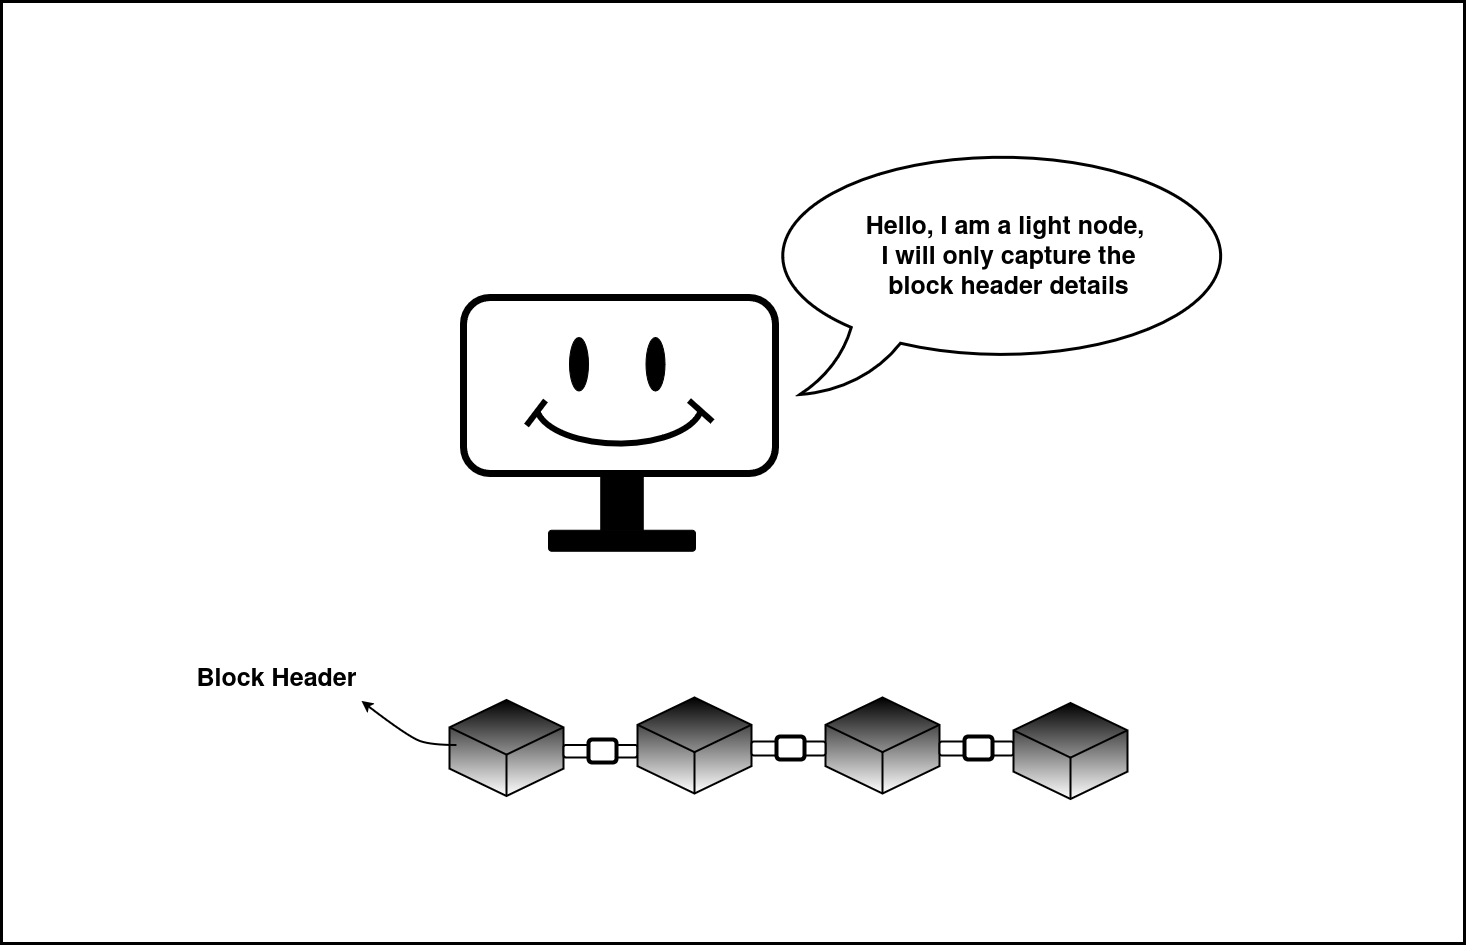 Hello, I am a light node,
I will only capture the
block header details
Block Header